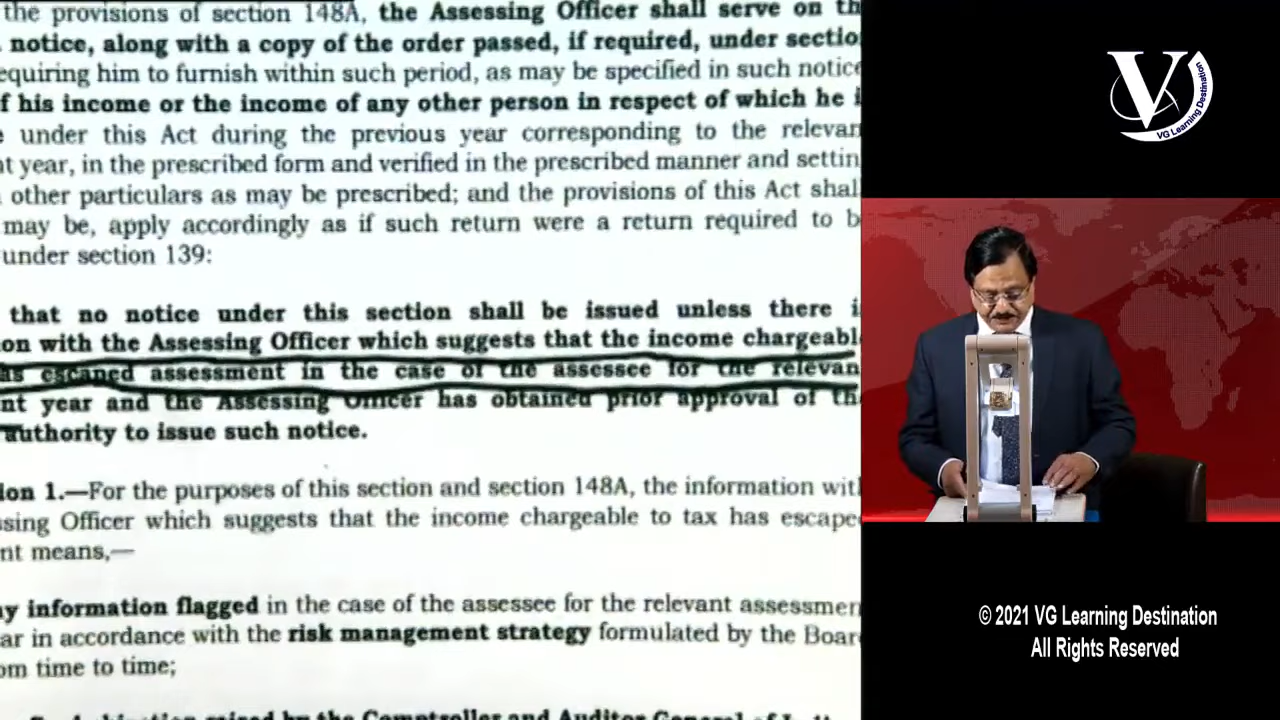 the provisions of section 148A, the Assessing Officer shall serve on th
notice, along with a copy of the order passed, if required, under sectio
equiring him to furnish within such period, as may be specified in such notice
f his income or the income of any other person in respect of which he i
under this Act during the previous year corresponding to the relevan
nt year, in the prescribed form and verified in the prescribed manner and settin
other particulars as may be prescribed; and the provisions of this Act shal
may be, apply accordingly as if such return were a return required to b
under section 139:
that no notice under this section shall be issued unless there i
on with the Assessing Officer which suggests that the income chargeabl
as escaped assessment in the case of the assessee for the relevan
nt year and the Assessing Officer has obtained prior approval of th
authority to issue such notice.
ion 1.—For the purposes of this section and section 148A, the information wit
ssing Officer which suggests that the income chargeable to tax has escape
nt means,—
y information flagged in the case of the assessee for the relevant assessmen
ar in accordance with the risk management strategy formulated by the Boar
om time to time;
raised by the Comptroller and Auditor General of
V
VG Learning Destination
© 2021 VG Learning Destination
All Rights Reserved